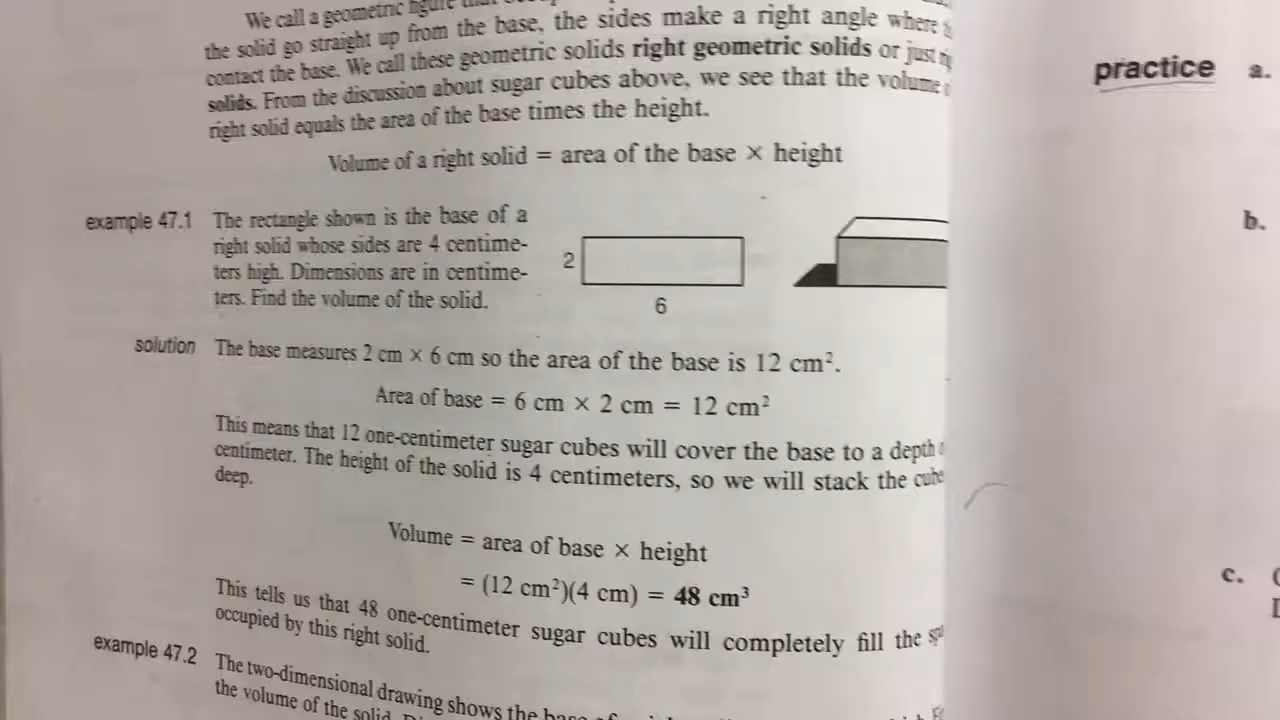 We call a geometric figure that
the solid go straight up from the base, the sides make a right angle where
contact the base. We call these geometric solids right geometric solids or just
solids. From the discussion about sugar cubes above, we see that the volume
right solid equals the area of the base times the height.
Volume of a right solid = area of the base × height
example 47.1 The rectangle shown is the base of a
right solid whose sides are 4 centime-
ters high. Dimensions are in centime-
ters. Find the volume of the solid.
2
6
solution The base measures 2 cm × 6 cm so the area of the base is 12 cm².
Area of base = 6 cm × 2 cm = 12 cm²
This means that 12 one-centimeter sugar cubes will cover the base to a depth
centimeter. The height of the solid is 4 centimeters, so we will stack the
deep.
Volume = area of base × height
= (12 cm²)(4 cm) = 48 cm³
This tells us that 48 one-centimeter sugar cubes will completely fill the
occupied by this right solid.
example 47.2 The two-dimensional drawing shows the base of
the volume of the solid.
practice a.
b.
c.